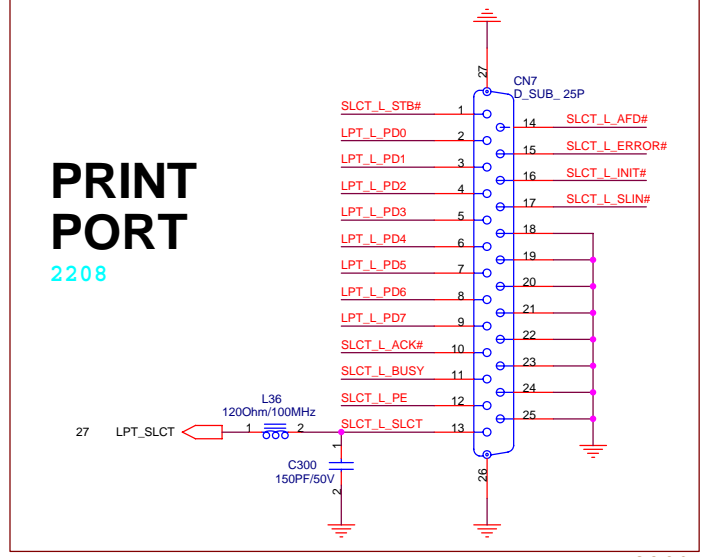 27
CN7
D_SUB_25P
SLCT_L_STB# 1
14 SLCT_L_AFD#
LPT_L_PD0 2
15 SLCT_L_ERROR#
LPT_L_PD1 3
16 SLCT_L_INIT#
LPT_L_PD2 4
17 SLCT_L_SLIN#
LPT_L_PD3 5
18
LPT_L_PD4 6
19
LPT_L_PD5 7
20
LPT_L_PD6 8
21
LPT_L_PD7 9
22
SLCT_L_ACK# 10
23
SLCT_L_BUSY 11
24
SLCT_L_PE 12
25
SLCT_L_SLCT 13
26
PRINT
PORT
2208
L36
120Ohm/100MHz
27 LPT_SLCT 1 2
1
C300
150PF/50V
2